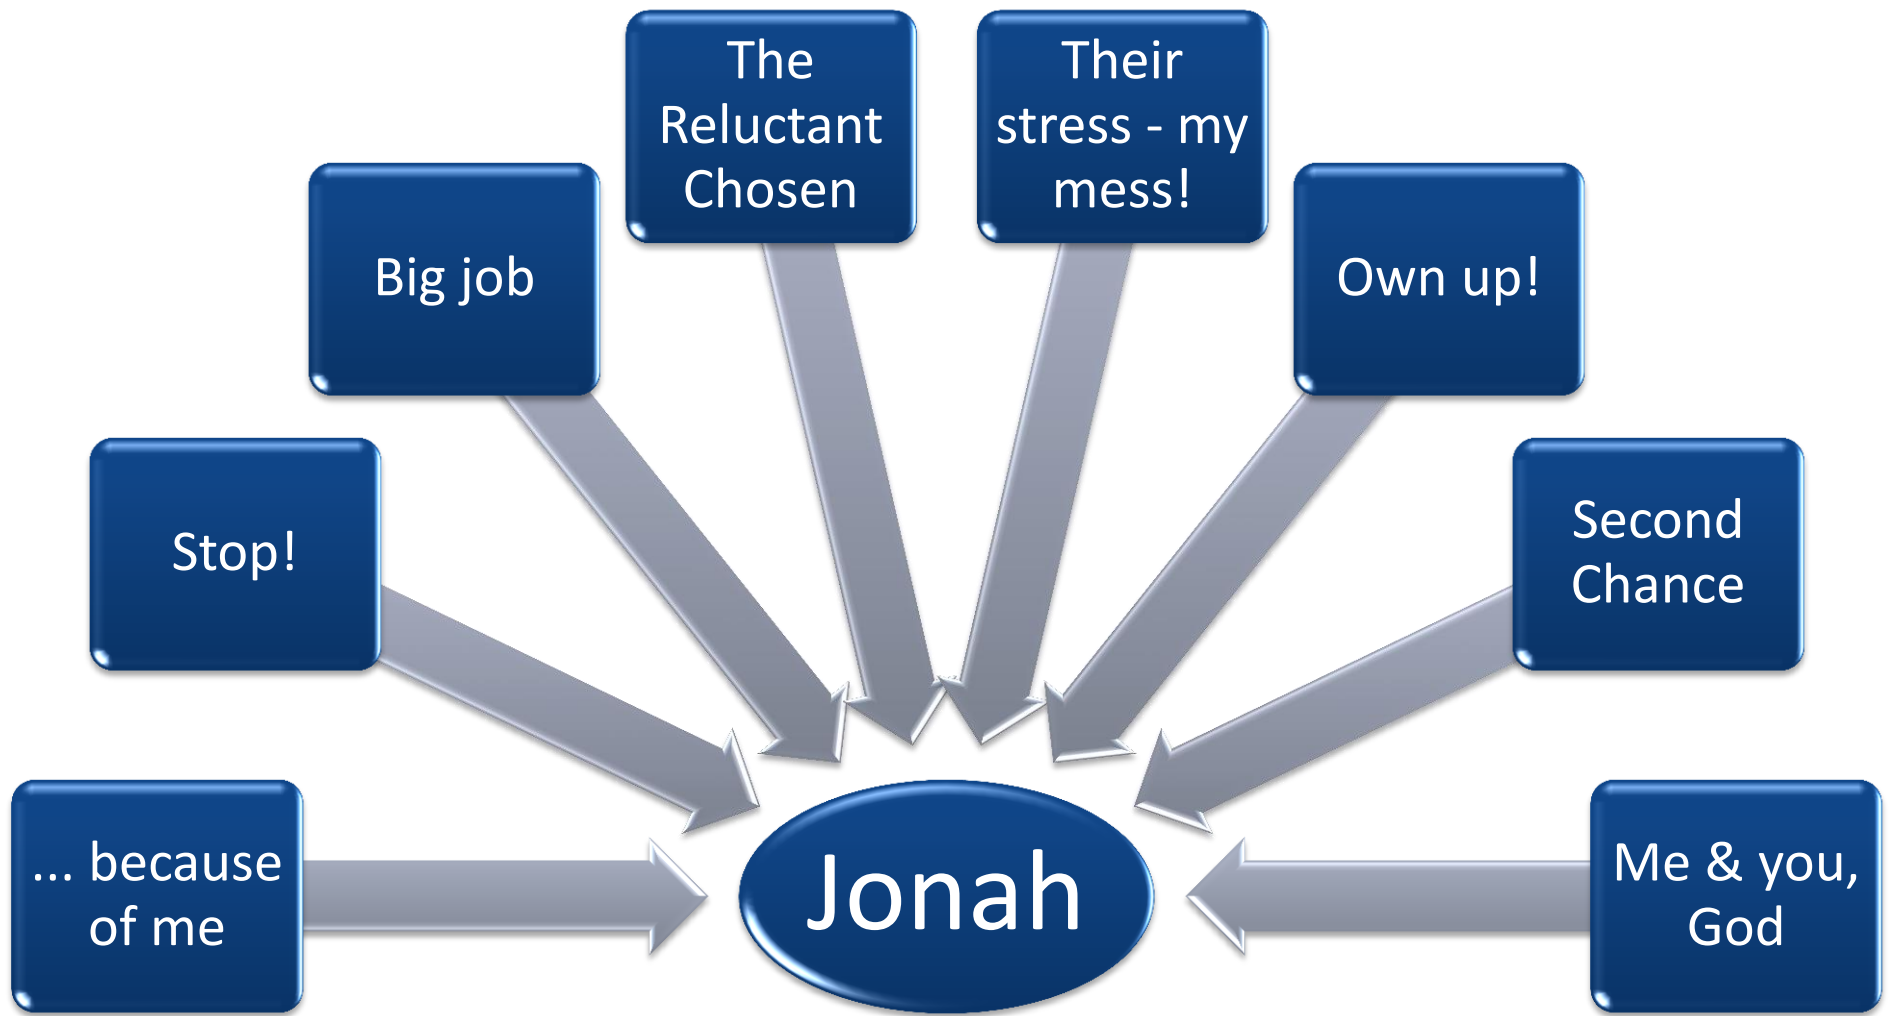 ... because
of me
Stop!
Big job
The
Reluctant
Chosen
Their
stress - my
mess!
Own up!
Second
Chance
Me & you,
God
Jonah